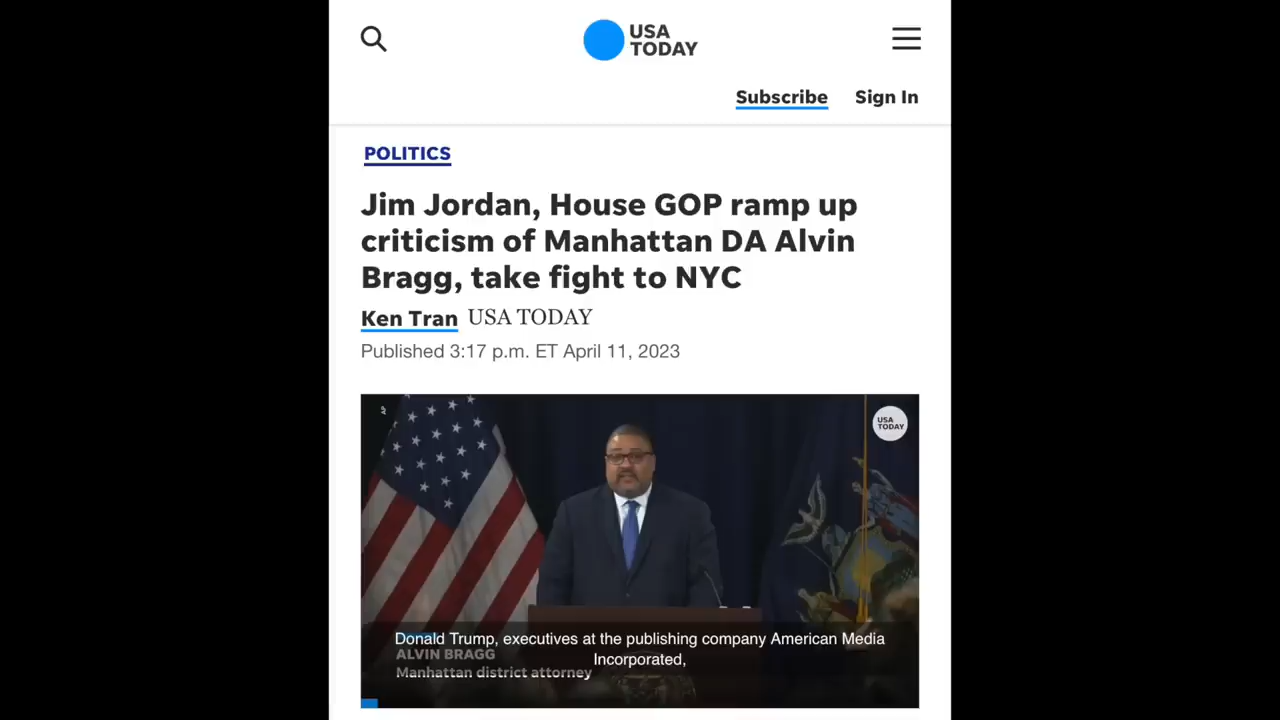 USA
TODAY
Subscribe
Sign In
POLITICS
Jim Jordan, House GOP ramp up
criticism of Manhattan DA Alvin
Bragg, take fight to NYC
Ken Tran USA TODAY
Published 3:17 p.m. ET April 11, 2023
AP
USA
TODAY
Donald Trump, executives at the publishing company American Media
Incorporated,
ALVIN BRAGG
Manhattan district attorney